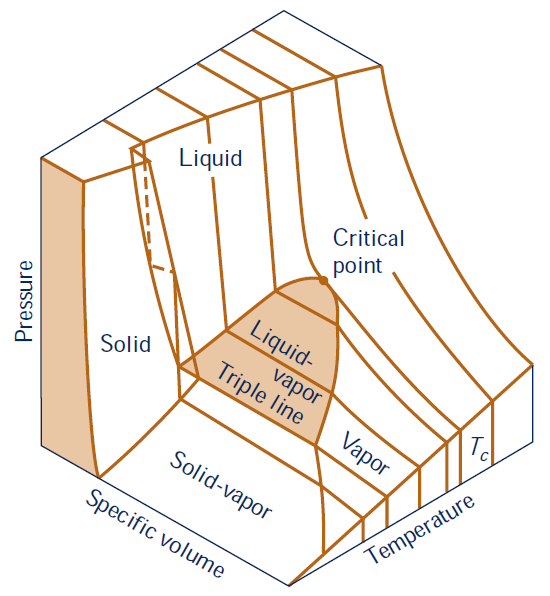 Liquid
Critical
point
Pressure
Solid
Liquid-
vapor
Triple line
Vapor
Solid-vapor
Tc
Specific volume
Temperature